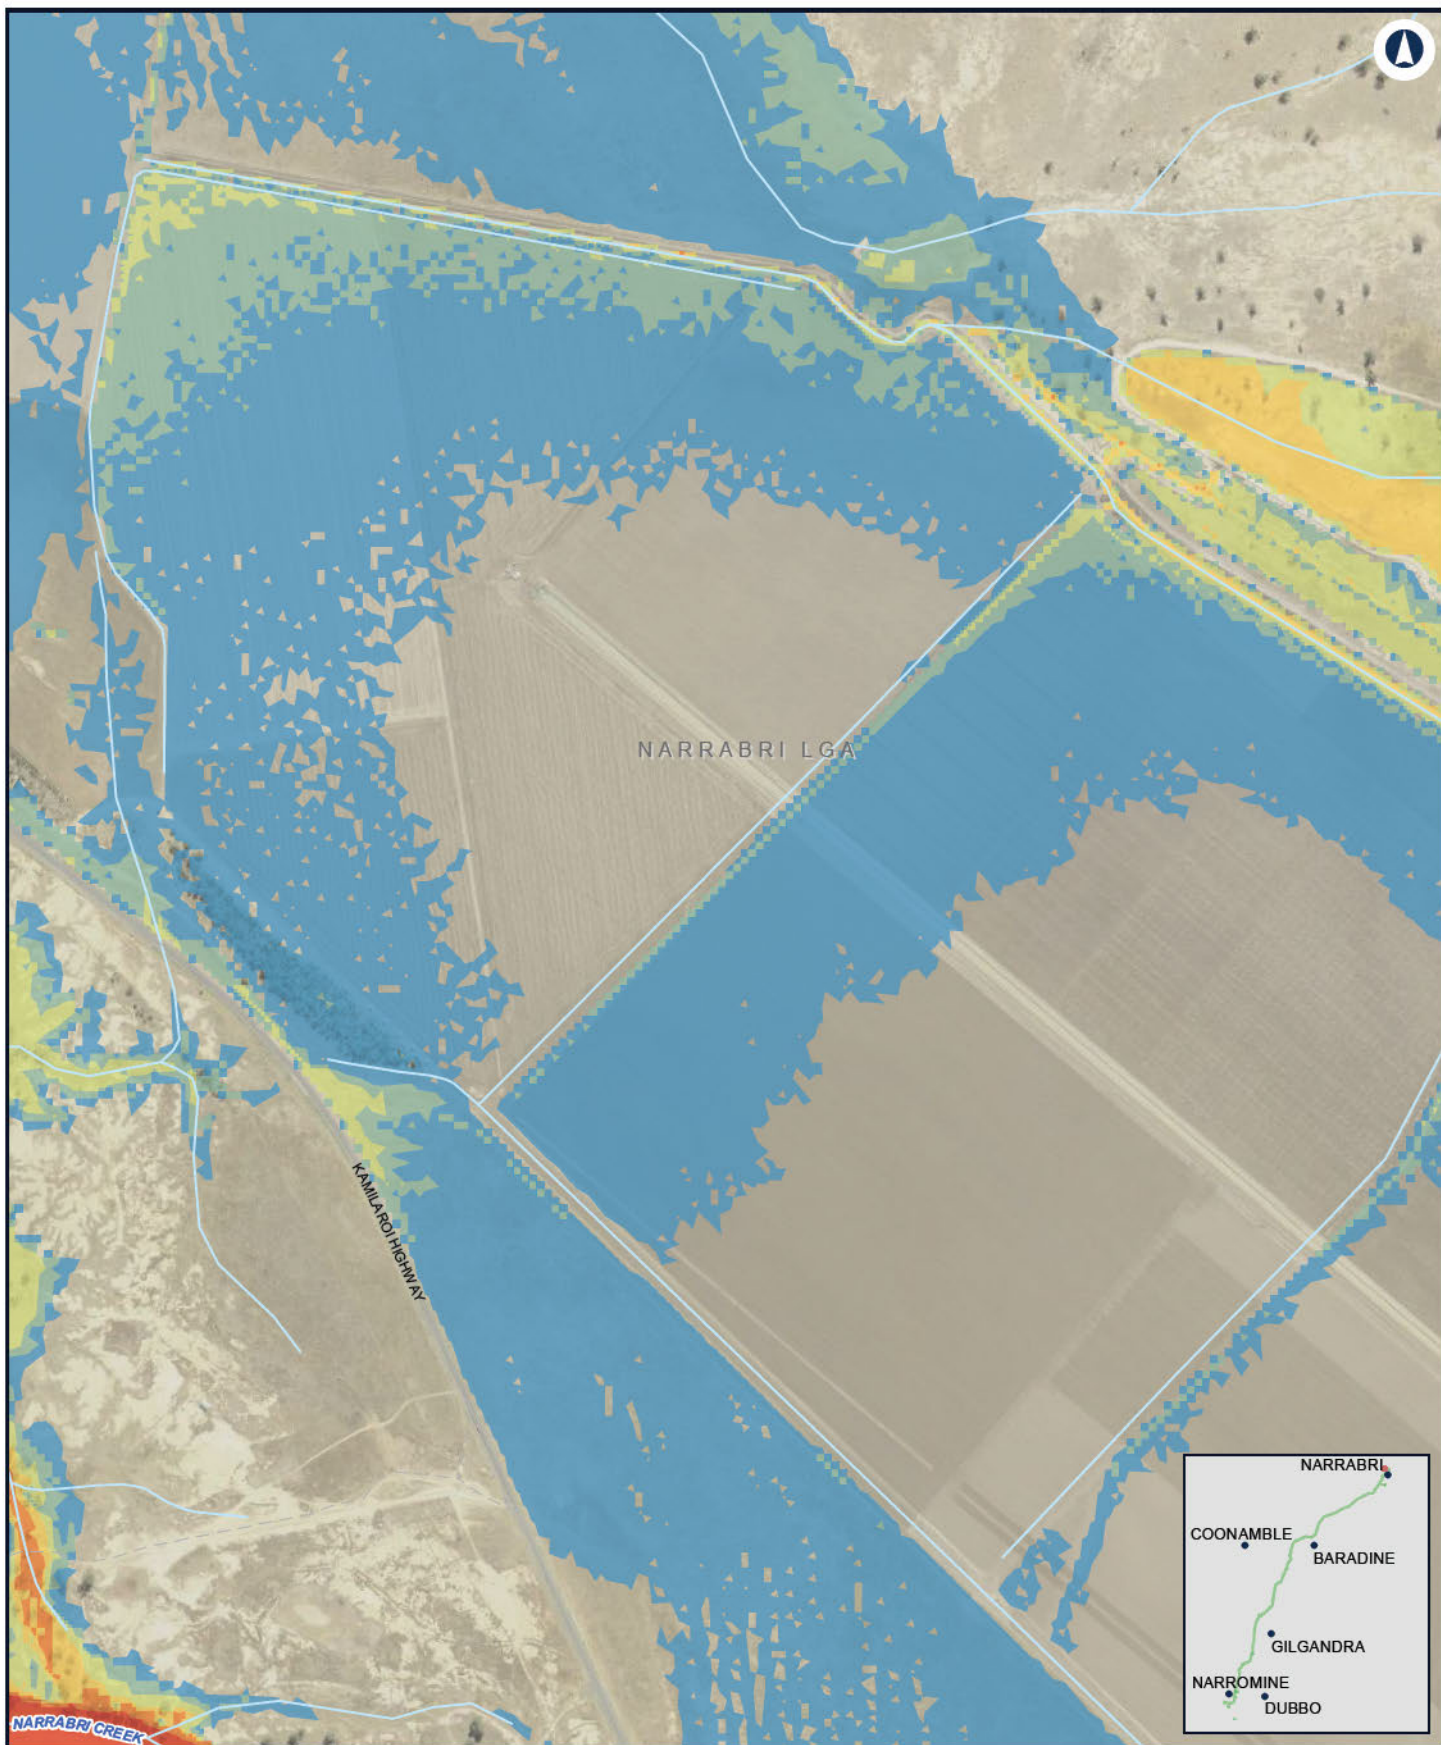 NARRABRI LGA
KAMILAROI HIGHWAY
NARRABRI
COONAMBLE
BARADINE
GILGANDRA
NARROMINE
DUBBO
NARRABRI CREEK